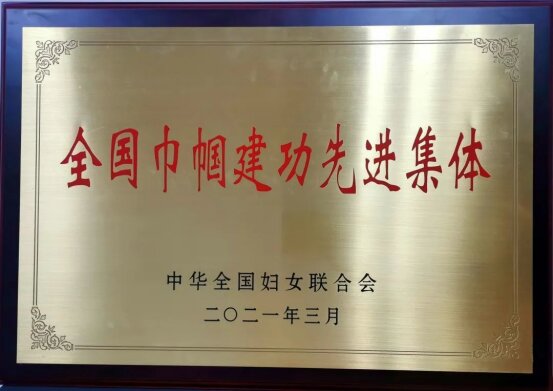 全国巾帼建功先进集体
中华全国妇女联合会
二〇二一年三月